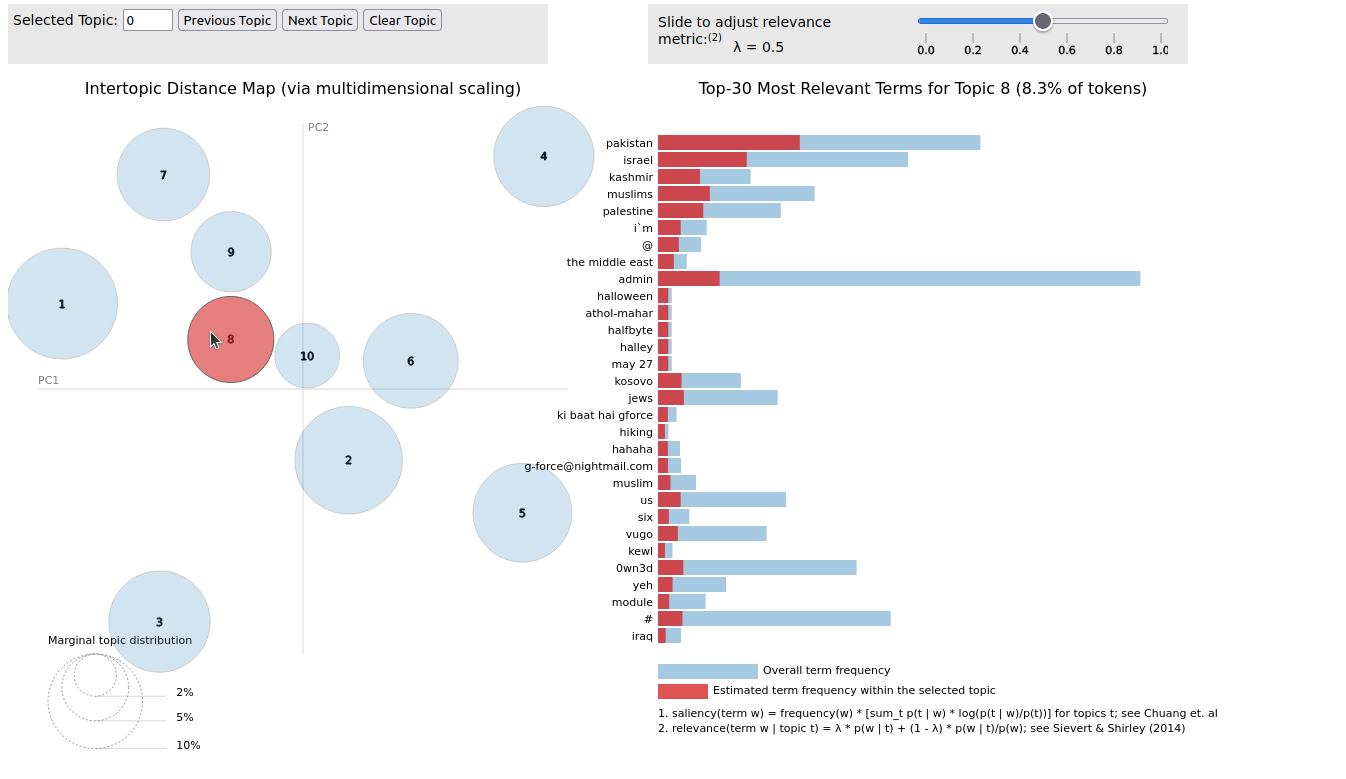 Selected Topic: 0 Previous Topic Next Topic Clear Topic
Slide to adjust relevance
metric:(2) λ = 0.5
0.0 0.2 0.4 0.6 0.8 1.0
Intertopic Distance Map (via multidimensional scaling)
PC2
PC1
7
4
9
1
8
10
6
2
5
3
Marginal topic distribution
2%
5%
10%
Top-30 Most Relevant Terms for Topic 8 (8.3% of tokens)
pakistan
israel
kashmir
muslims
palestine
i`m
@
the middle east
admin
halloween
athol-mahar
halfbyte
halley
may 27
kosovo
jews
ki baat hai gforce
hiking
hahaha
g-force@nightmail.com
muslim
us
six
vugo
kewl
0wn3d
yeh
module
#
iraq
Overall term frequency
Estimated term frequency within the selected topic
1. saliency(term w) = frequency(w) * [sum_t p(t | w) * log(p(t | w)/p(t))] for topics t; see Chuang et. al
2. relevance(term w | topic t) = λ * p(w | t) + (1 - λ) * p(w | t)/p(w); see Sievert & Shirley (2014)